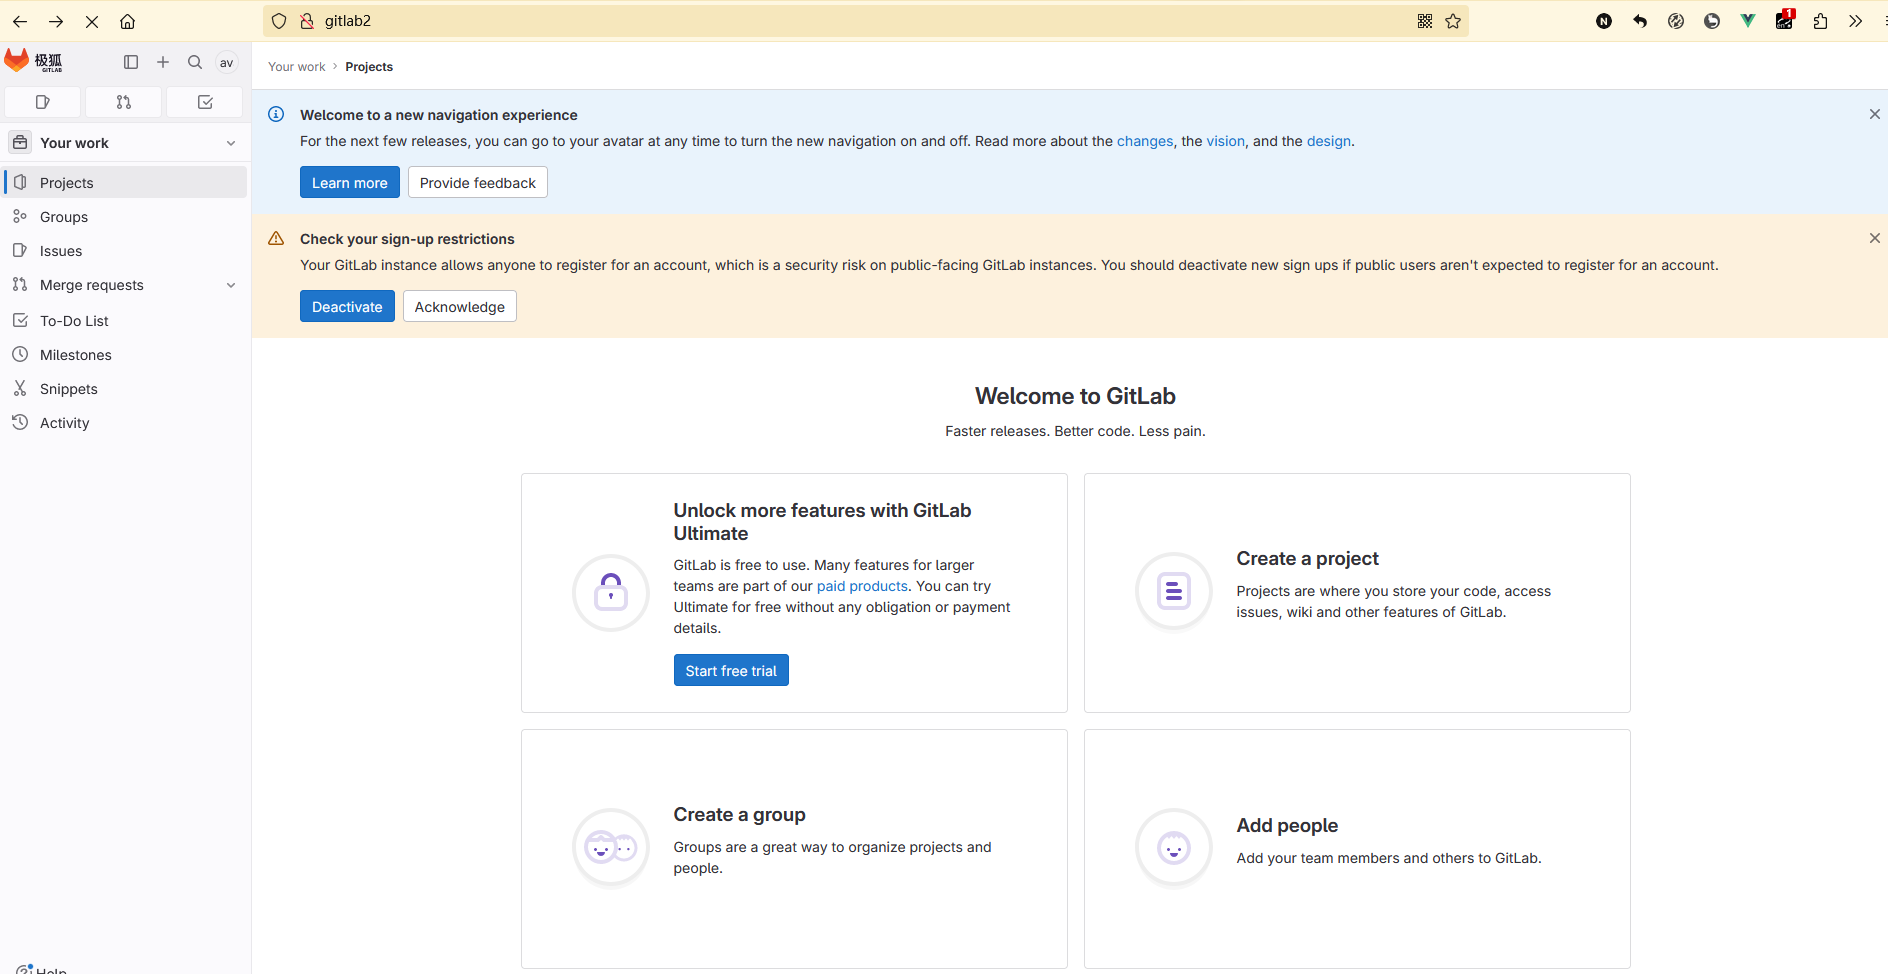 gitlab2
N
1
极狐
GITLAB
av
Your work
Projects
Groups
Issues
Merge requests
To-Do List
Milestones
Snippets
Activity
Help
Your work › Projects
Welcome to a new navigation experience
For the next few releases, you can go to your avatar at any time to turn the new navigation on and off. Read more about the changes, the vision, and the design.
Learn more Provide feedback
Check your sign-up restrictions
Your GitLab instance allows anyone to register for an account, which is a security risk on public-facing GitLab instances. You should deactivate new sign ups if public users aren't expected to register for an account.
Deactivate Acknowledge
Welcome to GitLab
Faster releases. Better code. Less pain.
Unlock more features with GitLab
Ultimate
GitLab is free to use. Many features for larger
teams are part of our paid products. You can try
Ultimate for free without any obligation or payment
details.
Start free trial
Create a project
Projects are where you store your code, access
issues, wiki and other features of GitLab.
Create a group
Groups are a great way to organize projects and
people.
Add people
Add your team members and others to GitLab.